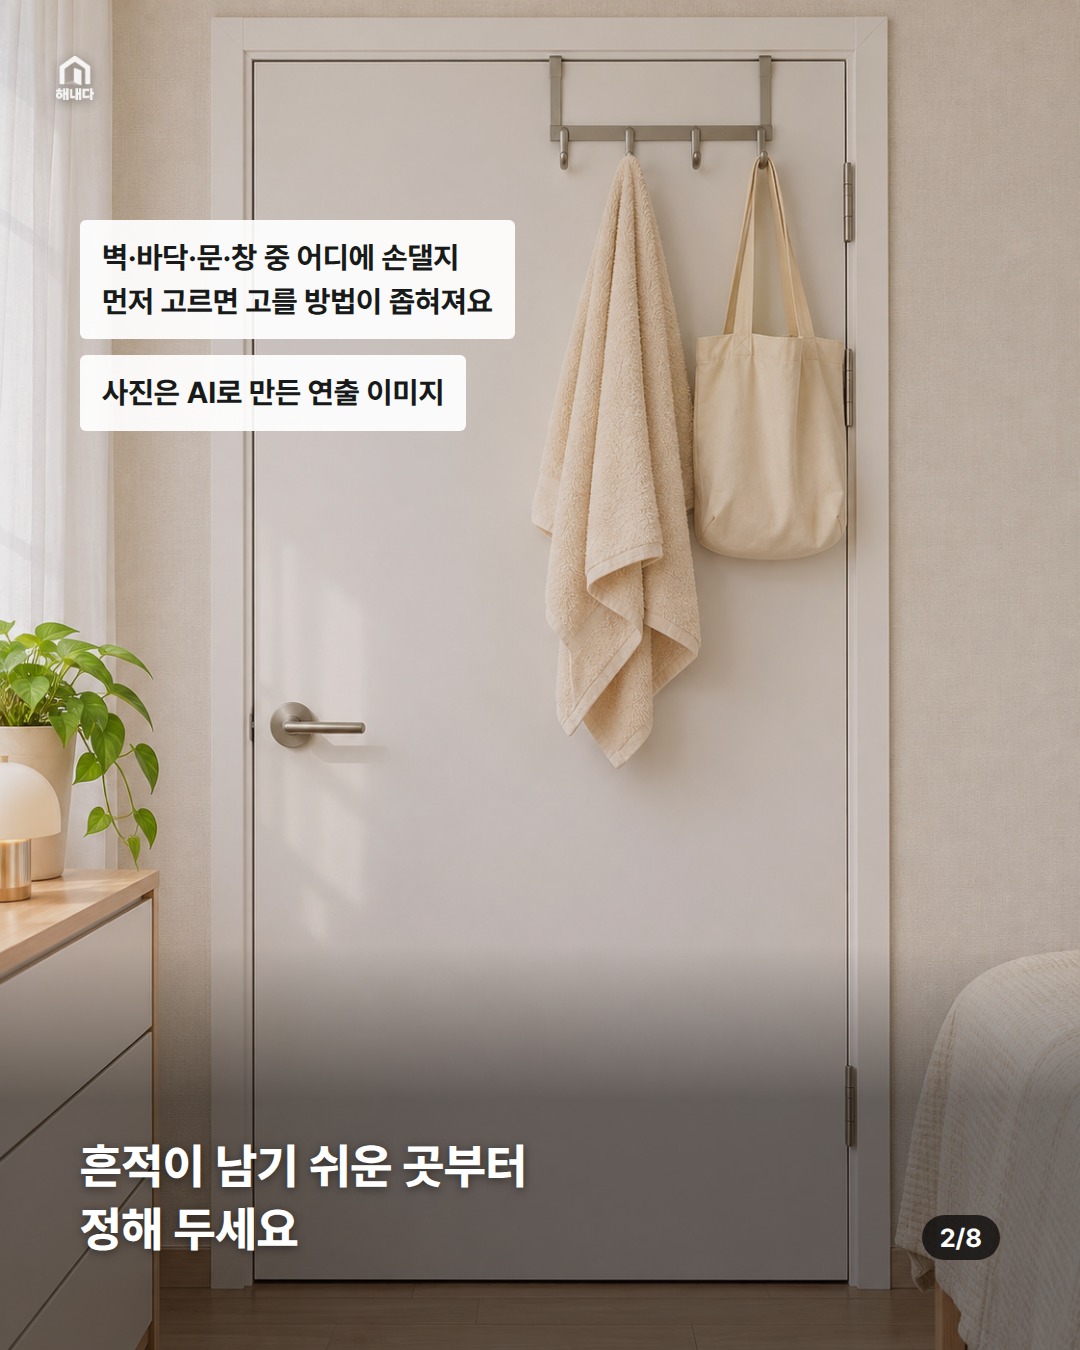 해내다
벽·바닥·문·창 중 어디에 손댈지
먼저 고르면 고를 방법이 좁혀져요
사진은 AI로 만든 연출 이미지
흔적이 남기 쉬운 곳부터
정해 두세요
2/8